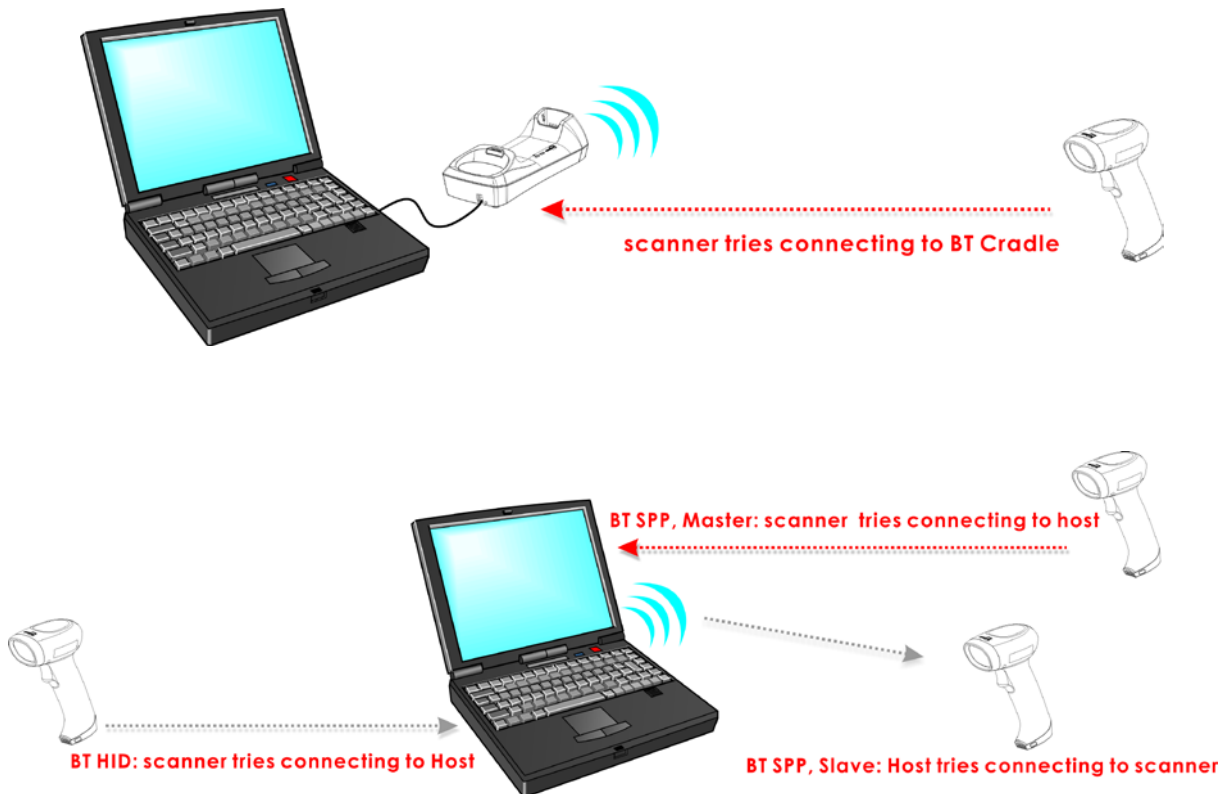 scanner tries connecting to BT Cradle
BT SPP, Master: scanner tries connecting to host
BT HID: scanner tries connecting to Host
BT SPP, Slave: Host tries connecting to scanner